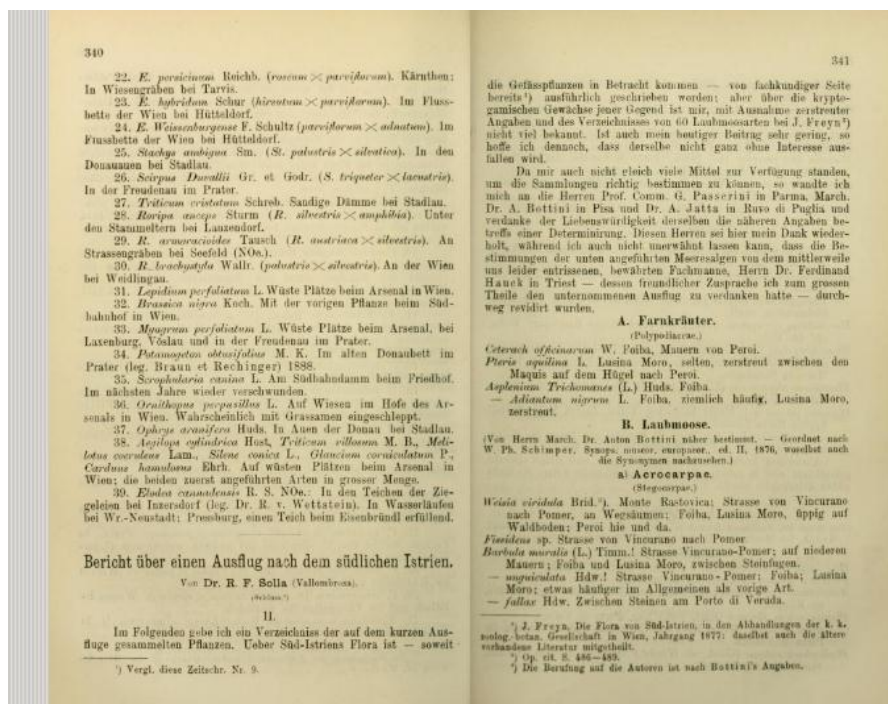 340
22. E. persicinum Reichb. (roseum × parviflorum). Kärnthen:
In Wiesengräben bei Tarvis.
23. E. hybridum Schur (hirsutum × parviflorum). Im Fluss-
bette der Wien bei Hütteldorf.
24. E. Weissenburgense F. Schultz (parviflorum × adnatum). Im
Flussbette der Wien bei Hütteldorf.
25. Stachys ambigua Sm. (St. palustris × silvatica). In den
Donauauen bei Stadlau.
26. Scirpus Duvallii Gr. et Godr. (S. triqueter × lacustris).
In der Freudenau im Prater.
27. Triticum cristatum Schreb. Sandige Dämme bei Stadlau.
28. Roripa anceps Sturm (R. silvestris × amphibia). Unter
den Stammeltern bei Lanzendorf.
29. R. armoracioides Tausch (R. austriaca × silvestris). An
Strassengräben bei Seefeld (NOe.).
30. R. brachystyla Wallr. (palustris × silvestris). An der Wien
bei Weidlingau.
31. Lepidium perfoliatum L. Wüste Plätze beim Arsenal in Wien.
32. Brassica nigra Koch. Mit der vorigen Pflanze beim Süd-
bahnhof in Wien.
33. Myagrum perfoliatum L. Wüste Plätze beim Arsenal, bei
Laxenburg, Vöslau und in der Freudenau im Prater.
34. Potamogeton obtusifolius M. K. Im alten Donaubett im
Prater (leg. Braun et Rechinger) 1888.
35. Scrophularia canina L. Am Südbahndamm beim Friedhof.
Im nächsten Jahre wieder verschwunden.
36. Ornithopus perpusillus L. Auf Wiesen im Hofe des Ar-
senals in Wien. Wahrscheinlich mit Grassamen eingeschleppt.
37. Ophrys aranifera Huds. In Auen der Donau bei Stadlau.
38. Aegilops cylindrica Host, Triticum villosum M. B., Meli-
lotus coeruleus Lam., Silene conica L., Glaucium corniculatum P.,
Carduus hamulosus Ehrh. Auf wüsten Plätzen beim Arsenal in
Wien; die beiden zuerst angeführten Arten in grosser Menge.
39. Elodea cannadensis R. S. NOe.: In den Teichen der Zie-
geleien bei Inzersdorf (leg. Dr. R. v. Wettstein). In Wasserläufen
bei Wr.-Neustadt; Pressburg, einen Teich beim Eisenbründl erfüllend.
Bericht über einen Ausflug nach dem südlichen Istrien.
Von Dr. R. F. Solla (Vallombrosa).
(Schluss.¹)
II.
Im Folgenden gebe ich ein Verzeichniss der auf dem kurzen Aus-
fluge gesammelten Pflanzen. Ueber Süd-Istriens Flora ist — soweit
¹) Vergl. diese Zeitschr. Nr. 9.
341
die Gefässpflanzen in Betracht kommen — von fachkundiger Seite
bereits¹) ausführlich geschrieben worden; aber über die krypto-
gamischen Gewächse jener Gegend ist mir, mit Ausnahme zerstreuter
Angaben und des Verzeichnisses von 60 Laubmoosarten bei J. Freyn²)
nicht viel bekannt. Ist auch mein heutiger Beitrag sehr gering, so
hoffe ich dennoch, dass derselbe nicht ganz ohne Interesse aus-
fallen wird.
Da mir auch nicht gleich viele Mittel zur Verfügung standen,
um die Sammlungen richtig bestimmen zu können, so wandte ich
mich an die Herren Prof. Comm. G. Passerini in Parma, March.
Dr. A. Bottini in Pisa und Dr. A. Jatta in Ruvo di Puglia und
verdanke der Liebenswürdigkeit derselben die näheren Angaben be-
treffs einer Determinirung. Diesen Herren sei hier mein Dank wieder-
holt, während ich auch nicht unerwähnt lassen kann, dass die Be-
stimmungen der unten angeführten Meeresalgen von dem mittlerweile
uns leider entrissenen, bewährten Fachmanne, Herrn Dr. Ferdinand
Hauck in Triest — dessen freundlicher Zusprache ich zum grossen
Theile den unternommenen Ausflug zu verdanken hatte — durch-
weg revidirt wurden.
A. Farnkräuter.
(Polypodiaceae.)
Ceterach officinarum W. Foiba, Mauern von Peroi.
Pteris aquilina L. Lusina Moro, selten, zerstreut zwischen den
Maquis auf dem Hügel nach Peroi.
Asplenium Trichomanes (L.) Huds. Foiba.
— Adiantum nigrum L. Foiba, ziemlich häufig, Lusina Moro,
zerstreut.
B. Laubmoose.
(Von Herrn March. Dr. Anton Bottini näher bestimmt. — Geordnet nach
W. Ph. Schimper, Synops. muscor. europaeor., ed. II, 1876, woselbst auch
die Synonymen nachzusehen.)
a) Acrocarpae.
(Stegocarpae.)
Weisia viridula Brid.³). Monte Rastovica; Strasse von Vincurano
nach Pomer, an Wegsäumen; Foiba, Lusina Moro, üppig auf
Waldboden; Peroi hie und da.
Fissidens sp. Strasse von Vincurano nach Pomer.
Barbula muralis (L.) Timm.! Strasse Vincurano-Pomer; auf niederen
Mauern; Foiba und Lusina Moro, zwischen Steinfugen.
— unguiculata Hdw.! Strasse Vincurano-Pomer; Foiba; Lusina
Moro; etwas häufiger im Allgemeinen als vorige Art.
— fallax Hdw. Zwischen Steinen am Porto di Veruda.
¹) J. Freyn, Die Flora von Süd-Istrien, in den Abhandlungen der k. k.
zoolog.-botan. Gesellschaft in Wien, Jahrgang 1877; daselbst auch die ältere
vorhandene Literatur mitgetheilt.
²) Op. cit. S. 486—489.
³) Die Berufung auf die Autoren ist nach Bottini's Angaben.